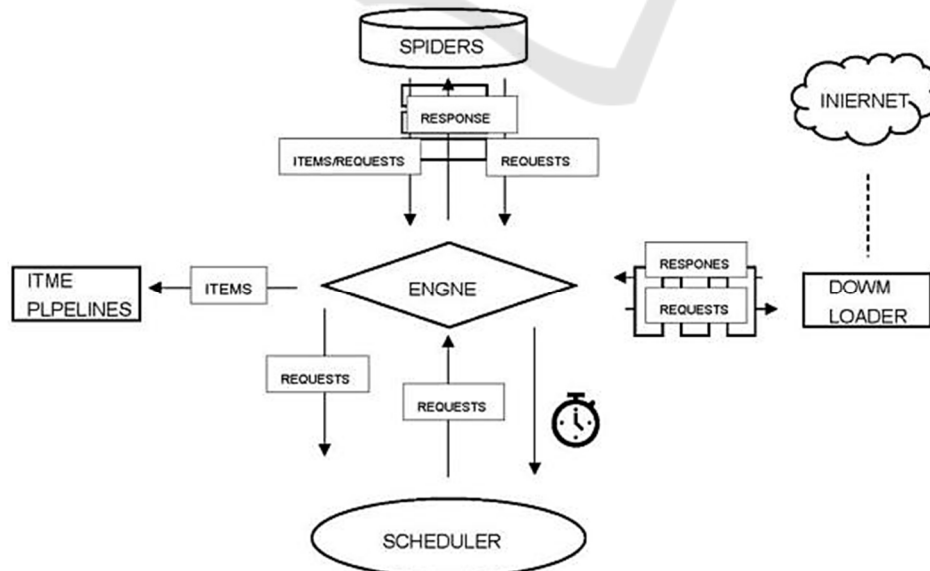 SPIDERS
RESPONSE
INIERNET
ITEMS/REQUESTS
REQUESTS
RESPONES
ITME
PLPELINES
ITEMS
ENGNE
REQUESTS
DOWM
LOADER
REQUESTS
REQUESTS
SCHEDULER